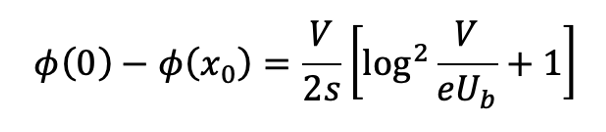 ϕ(0) − ϕ(x₀) = V/2s [log² V/eU_b + 1]